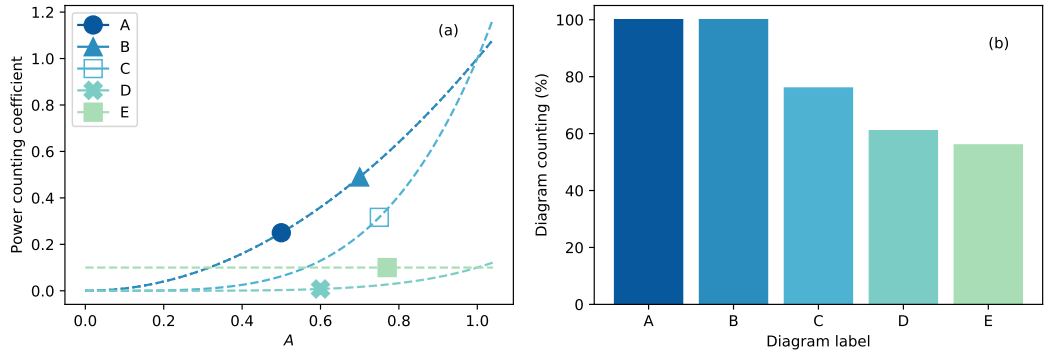 1.2
1.0
0.8
0.6
0.4
0.2
0.0
Power counting coefficient
A
B
C
D
E
(a)
0.0 0.2 0.4 0.6 0.8 1.0
A
100
80
60
40
20
0
Diagram counting (%)
(b)
A B C D E
Diagram label